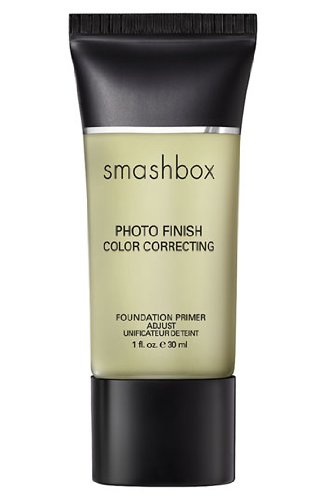 smashbox
PHOTO FINISH
COLOR CORRECTING
FOUNDATION PRIMER
ADJUST
UNIFICATEUR DE TEINT
1 fl. oz. e 30 ml